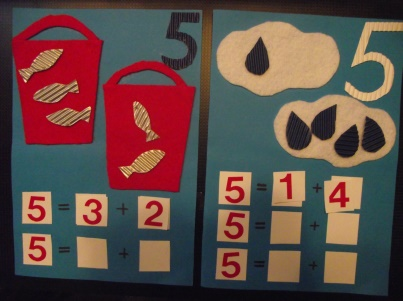 5
5 = 3 + 2
5 = +
5
5 = 1 + 4
5 = +
5 = +